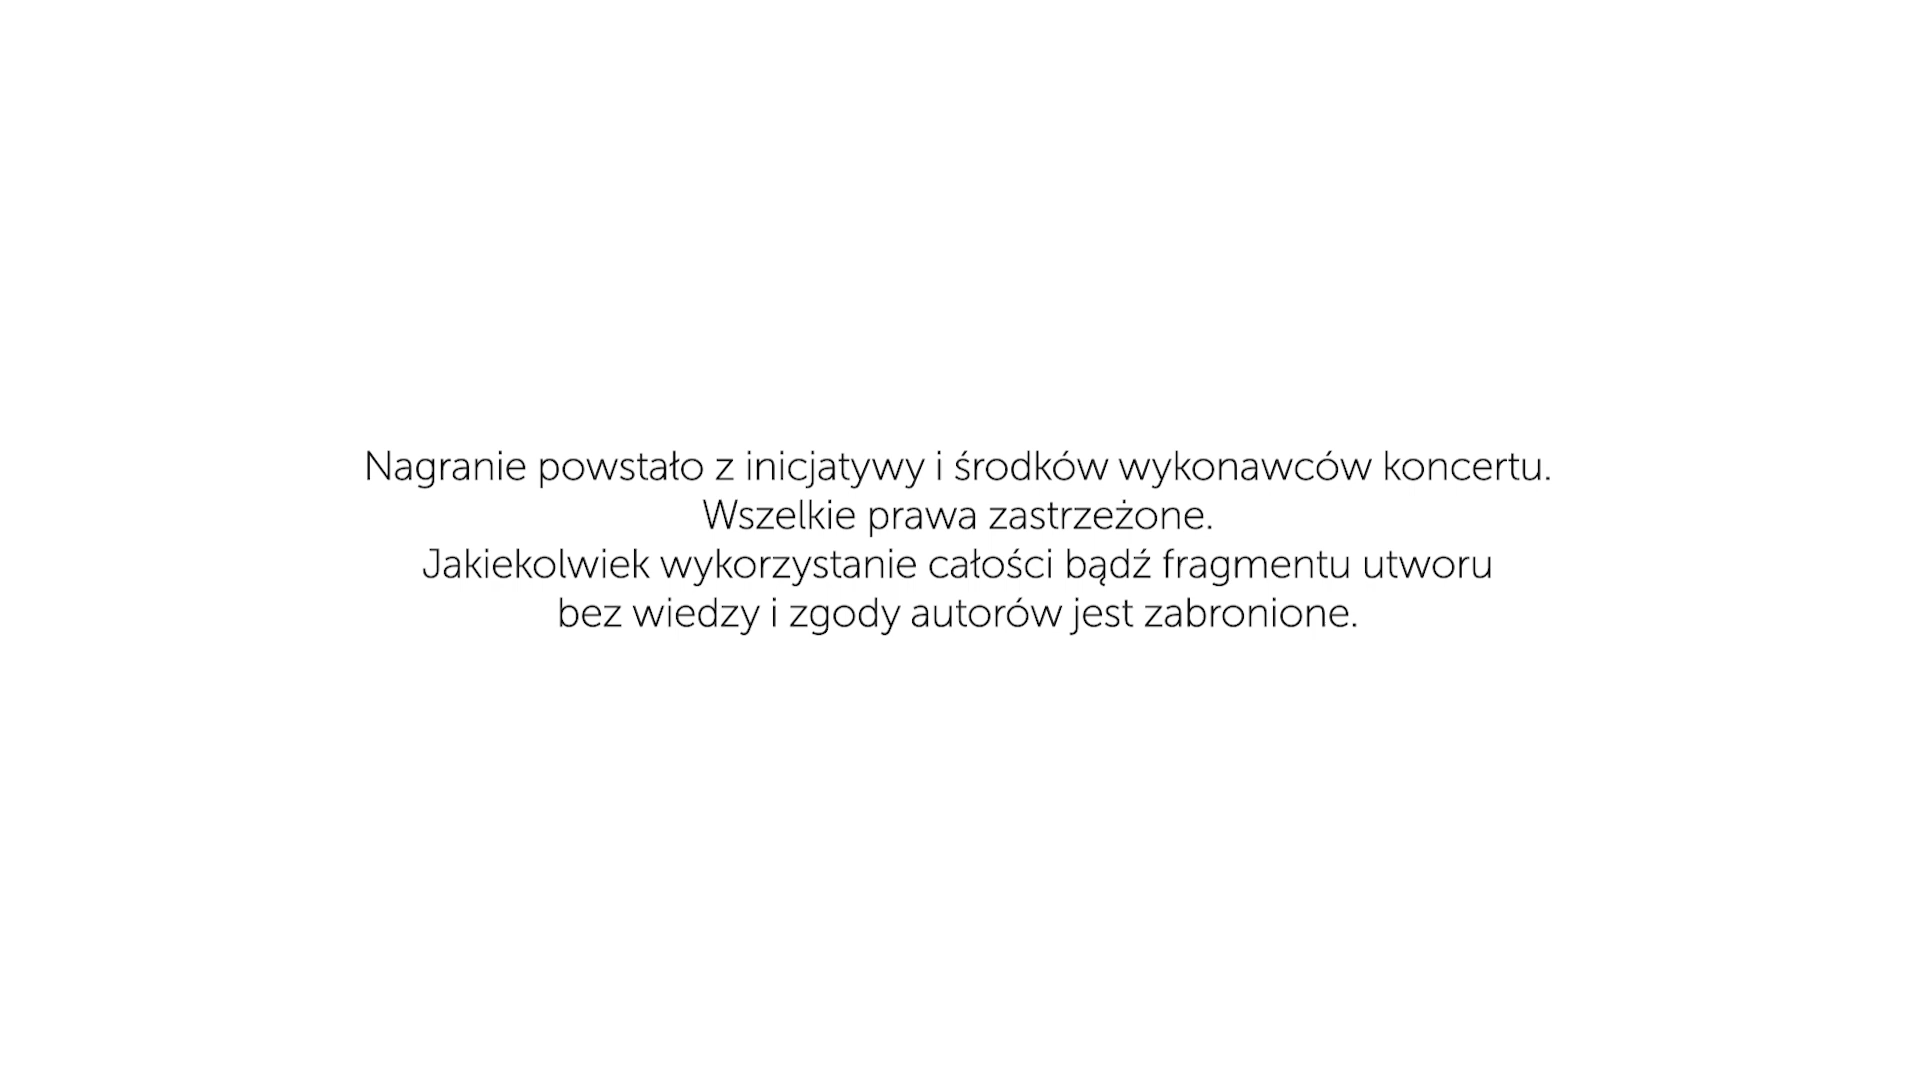 Nagranie powstało z inicjatywy i środków wykonawców koncertu.
Wszelkie prawa zastrzeżone.
Jakiekolwiek wykorzystanie całości bądź fragmentu utworu
bez wiedzy i zgody autorów jest zabronione.